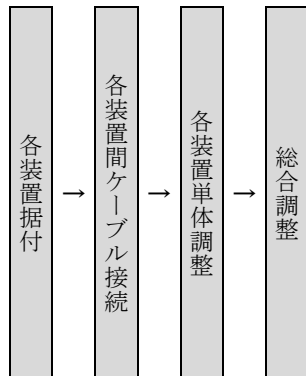 各装置据付
→
各装置間ケーブル接続
→
各装置単体調整
→
総合調整